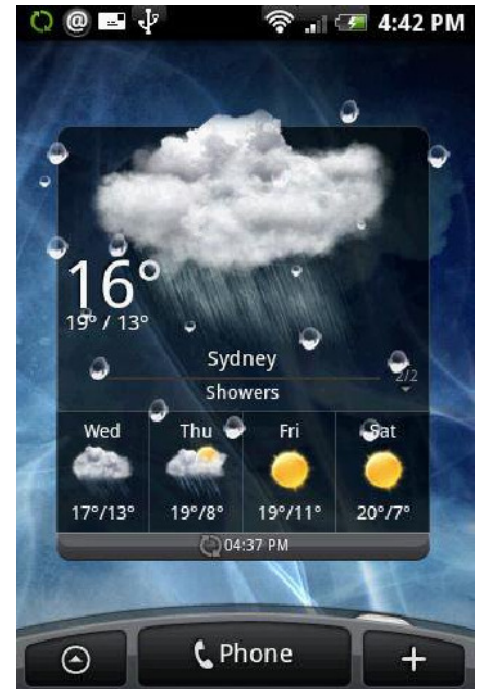 @
4:42 PM
16°
19° / 13°
Sydney
2/2
Showers
Wed Thu Fri Sat
17°/13° 19°/8° 19°/11° 20°/7°
04:37 PM
Phone
+